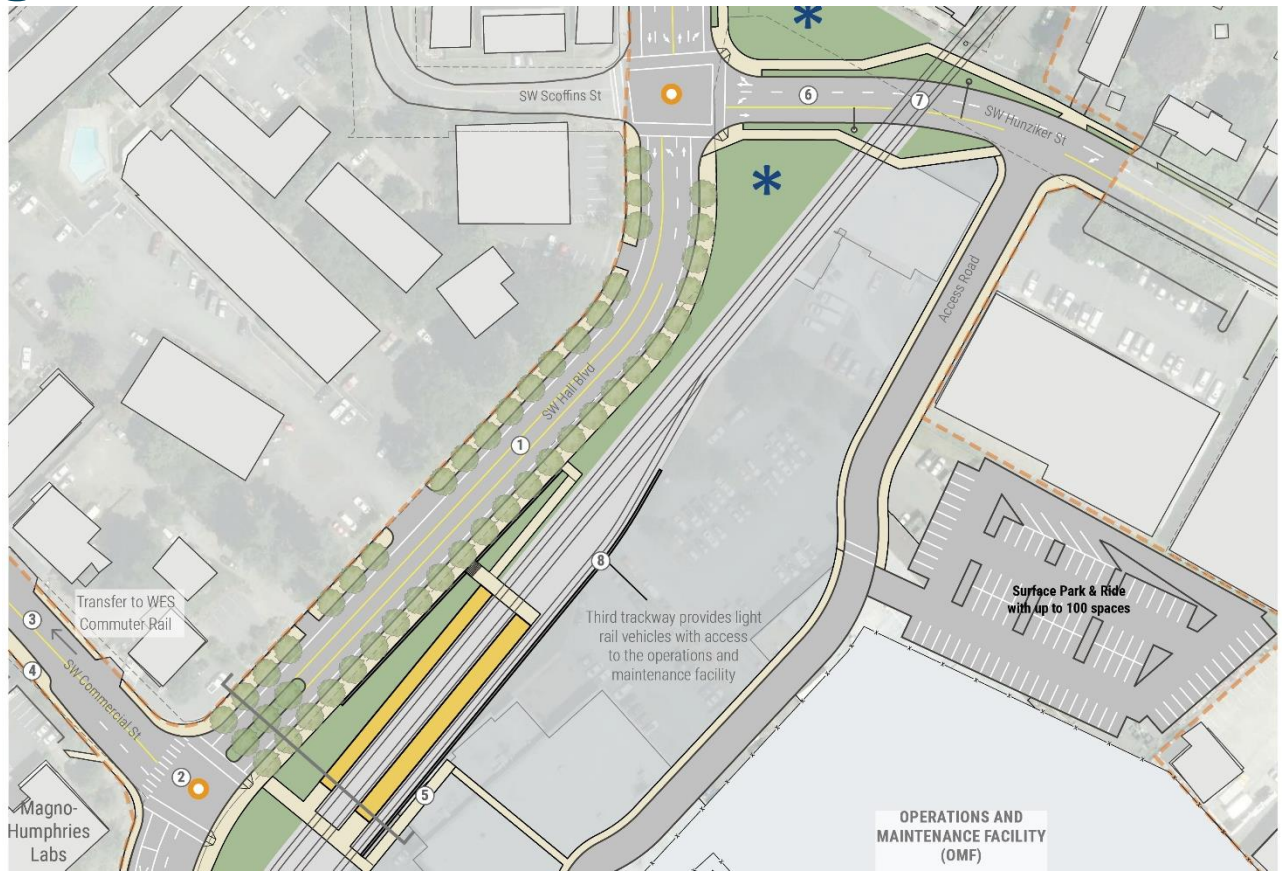 SW Scoffins St
6
7
SW Hunziker St
Access Road
SW Hall Blvd
1
8
Third trackway provides light
rail vehicles with access
to the operations and
maintenance facility
Surface Park & Ride
with up to 100 spaces
Transfer to WES
Commuter Rail
3
4
SW Commercial St
2
5
Magno-
Humphries
Labs
OPERATIONS AND
MAINTENANCE FACILITY
(OMF)